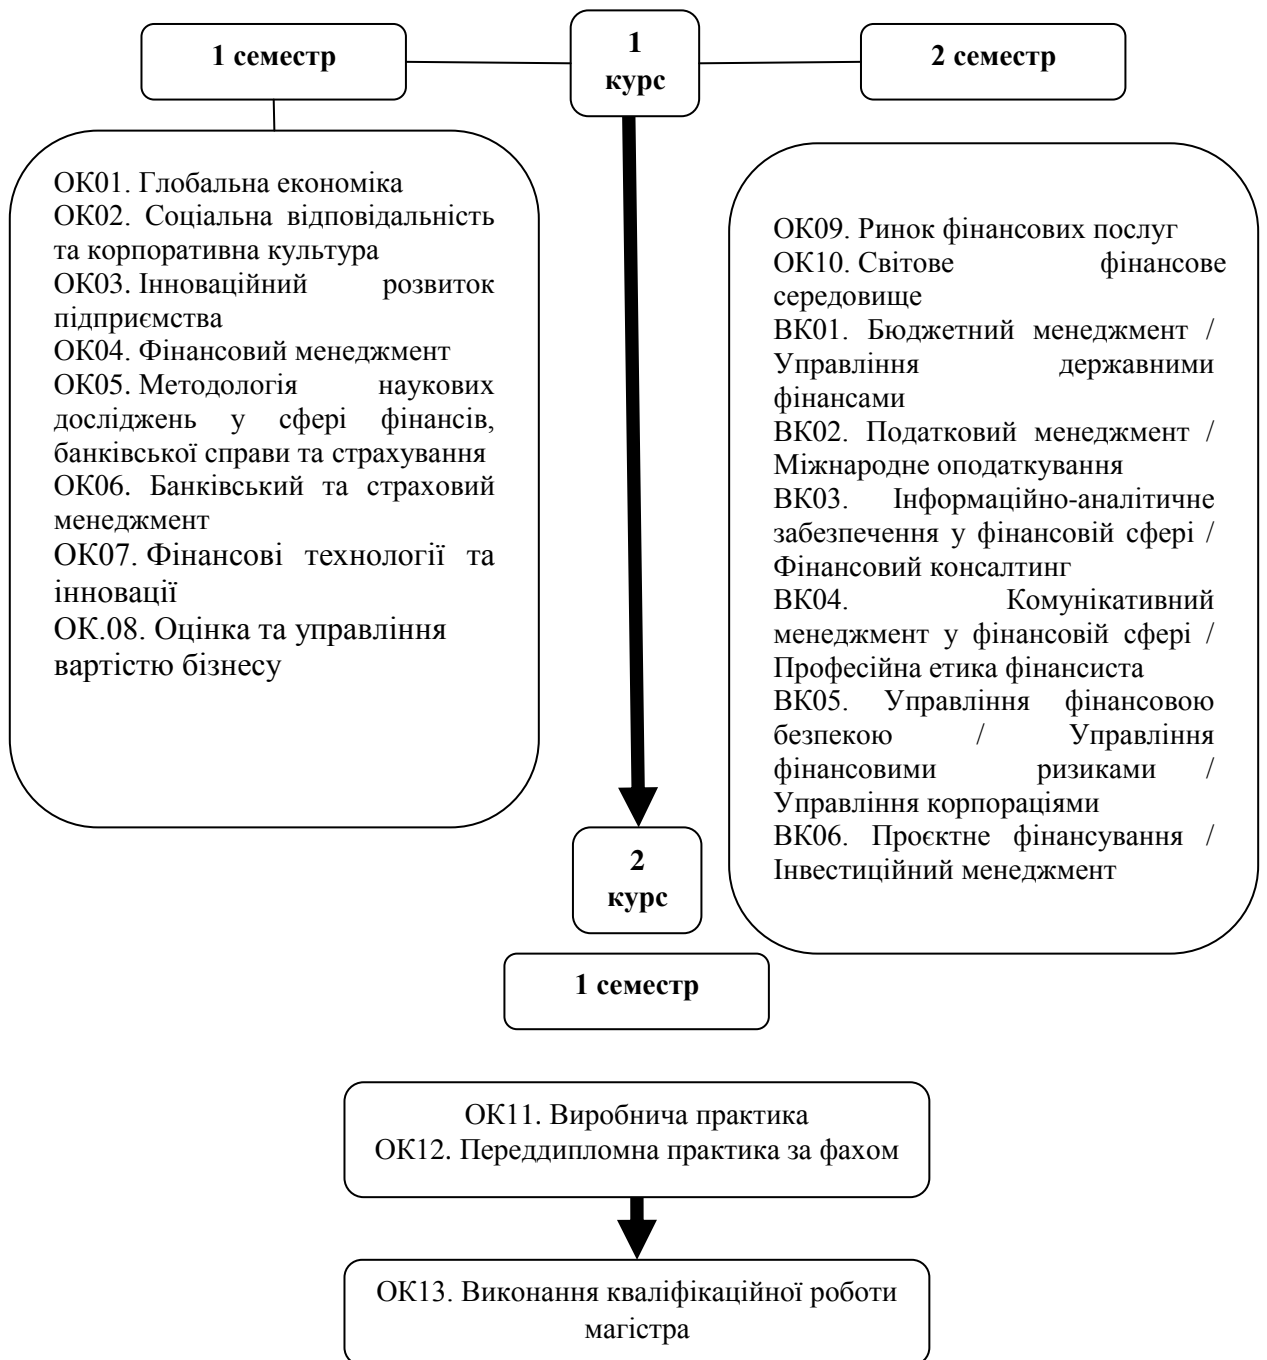 1 семестр
1
курс
2 семестр
ОК01. Глобальна економіка
ОК02. Соціальна відповідальність
та корпоративна культура
ОК03. Інноваційний розвиток
підприємства
ОК04. Фінансовий менеджмент
ОК05. Методологія наукових
досліджень у сфері фінансів,
банківської справи та страхування
ОК06. Банківський та страховий
менеджмент
ОК07. Фінансові технології та
інновації
ОК.08. Оцінка та управління
вартістю бізнесу
ОК09. Ринок фінансових послуг
ОК10. Світове фінансове
середовище
ВК01. Бюджетний менеджмент /
Управління державними
фінансами
ВК02. Податковий менеджмент /
Міжнародне оподаткування
ВК03. Інформаційно-аналітичне
забезпечення у фінансовій сфері /
Фінансовий консалтинг
ВК04. Комунікативний
менеджмент у фінансовій сфері /
Професійна етика фінансиста
ВК05. Управління фінансовою
безпекою / Управління
фінансовими ризиками /
Управління корпораціями
ВК06. Проєктне фінансування /
Інвестиційний менеджмент
2
курс
1 семестр
ОК11. Виробнича практика
ОК12. Переддипломна практика за фахом
ОК13. Виконання кваліфікаційної роботи
магістра